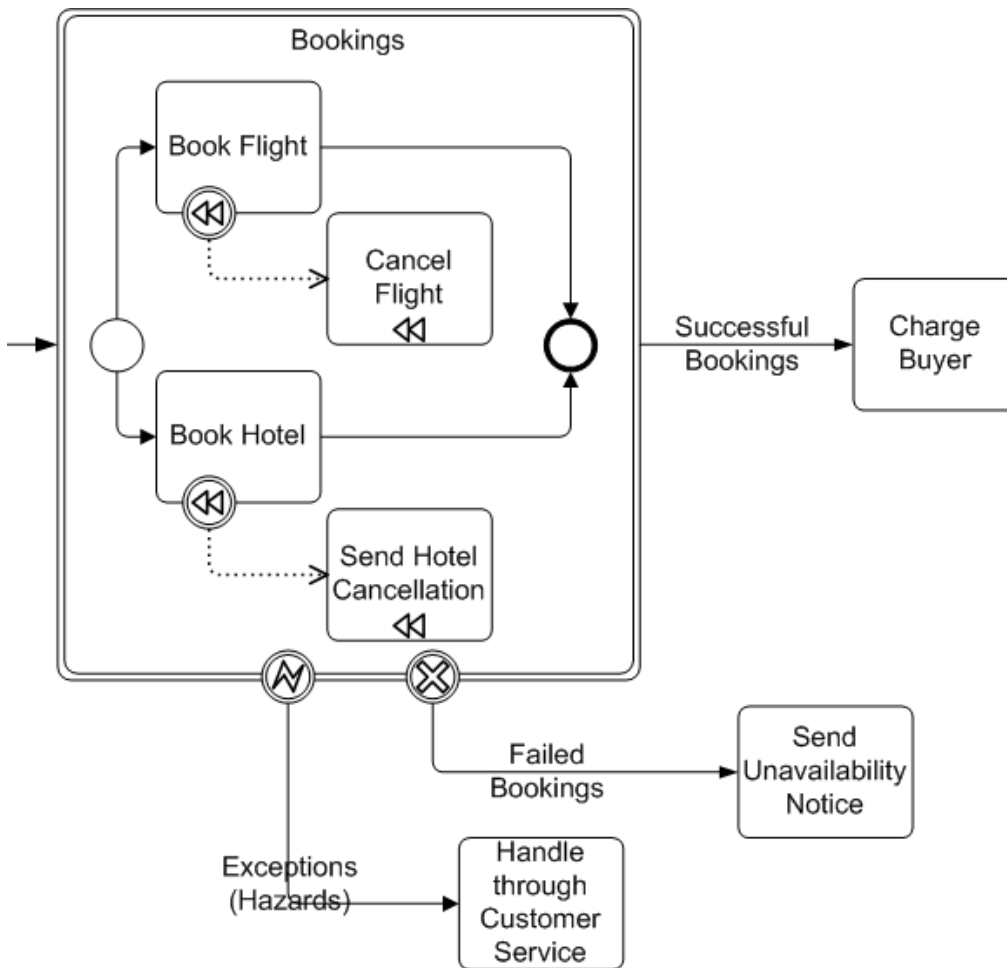 Bookings
Book Flight
Cancel
Flight
Successful
Bookings
Charge
Buyer
Book Hotel
Send Hotel
Cancellation
Failed
Bookings
Send
Unavailability
Notice
Exceptions
(Hazards)
Handle
through
Customer
Service